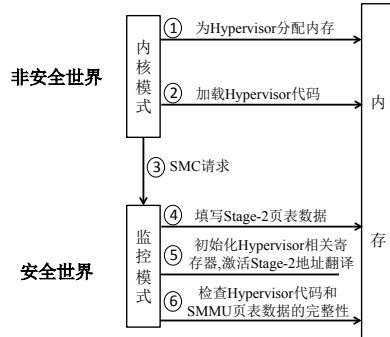 ① 为Hypervisor分配内存
非安全世界
内核模式
② 加载Hypervisor代码
内存
③ SMC请求
④ 填写Stage-2页表数据
安全世界
监控模式
⑤ 初始化Hypervisor相关寄
存器,激活Stage-2地址翻译
⑥ 检查Hypervisor代码和
SMMU页表数据的完整性